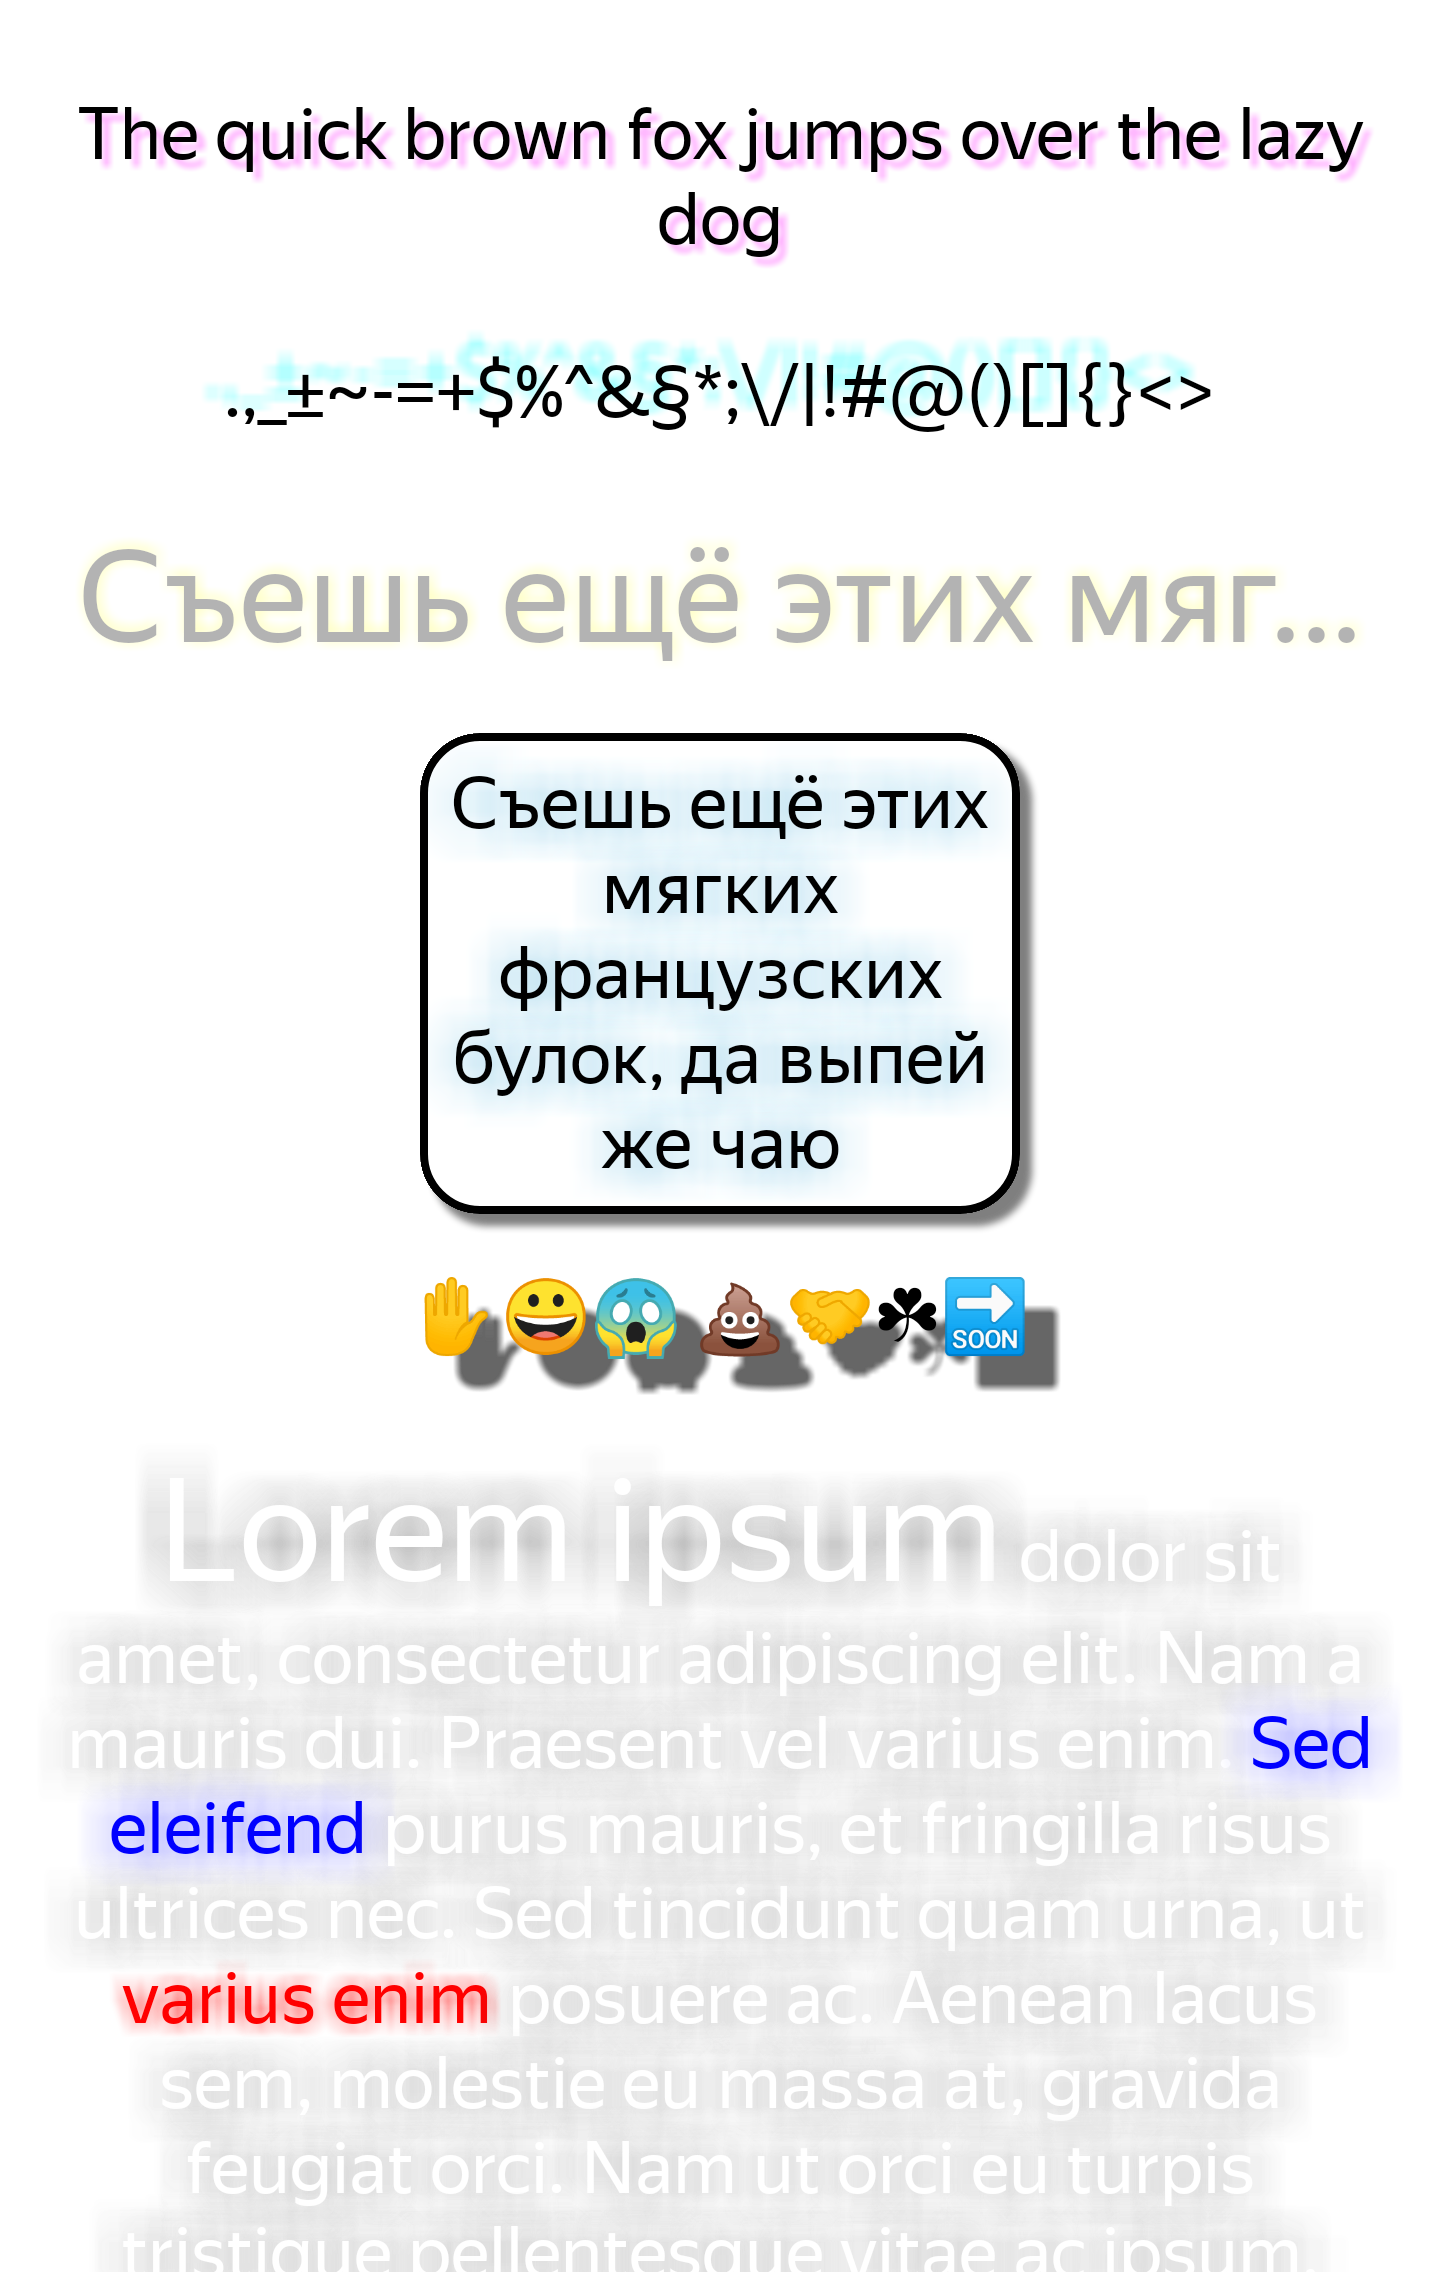 The quick brown fox jumps over the lazy
dog
.,_±~-=+$%^&§*;\/|!#@()[]{}<>
Съешь ещё этих мяг...
Съешь ещё этих
мягких
французских
булок, да выпей
же чаю
✋😀😱💩🤝☘🔜
Lorem ipsum dolor sit
amet, consectetur adipiscing elit. Nam a
mauris dui. Praesent vel varius enim. Sed
eleifend purus mauris, et fringilla risus
ultrices nec. Sed tincidunt quam urna, ut
varius enim posuere ac. Aenean lacus
sem, molestie eu massa at, gravida
feugiat orci. Nam ut orci eu turpis
tristique pellentesque vitae ac ipsum.